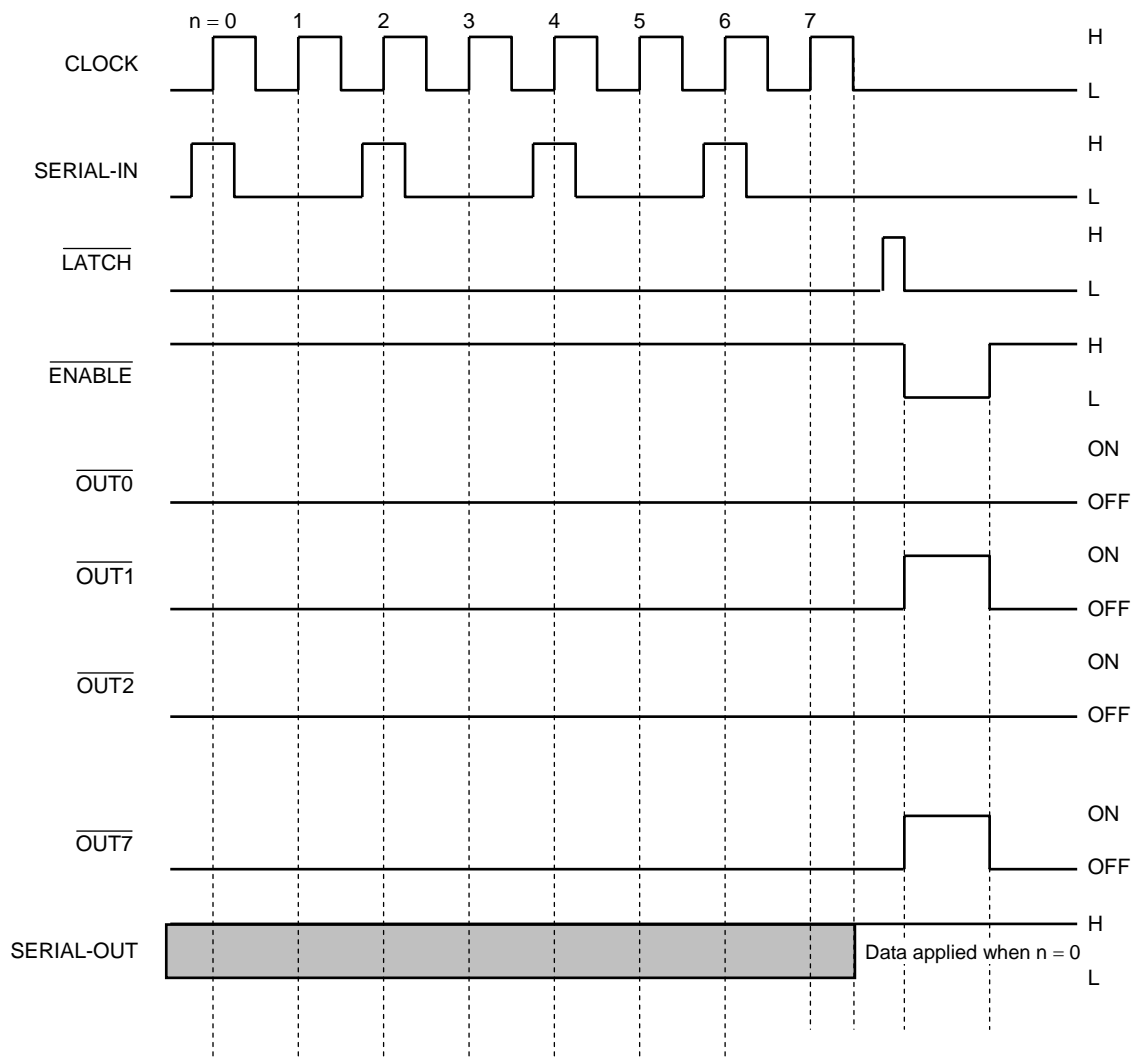 n = 0 1 2 3 4 5 6 7
CLOCK
H
L
SERIAL-IN
H
L
LATCH
H
L
ENABLE
H
L
OUT0
ON
OFF
OUT1
ON
OFF
OUT2
ON
OFF
OUT7
ON
OFF
SERIAL-OUT
H
Data applied when n = 0
L